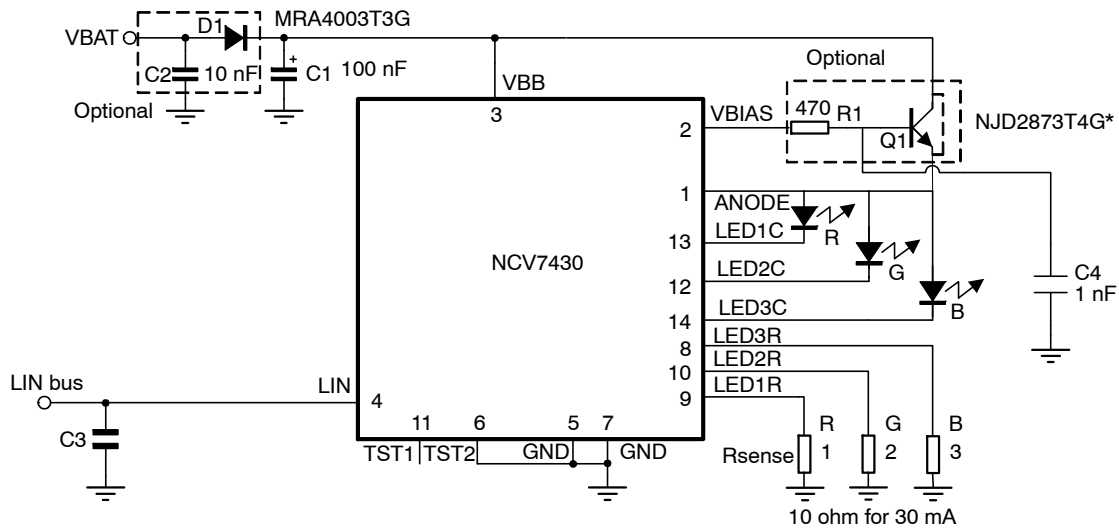 D1
MRA4003T3G
VBAT
C2
10 nF
+
C1
100 nF
Optional
Optional
VBB
3
VBIAS
2
470
R1
Q1
NJD2873T4G*
1
ANODE
LED1C
13
R
NCV7430
LED2C
12
G
LED3C
14
B
C4
1 nF
LED3R
8
LED2R
10
LED1R
9
LIN bus
LIN
4
C3
11
6
5
7
TST1
TST2
GND
GND
R
G
B
Rsense
1
2
3
10 ohm for 30 mA